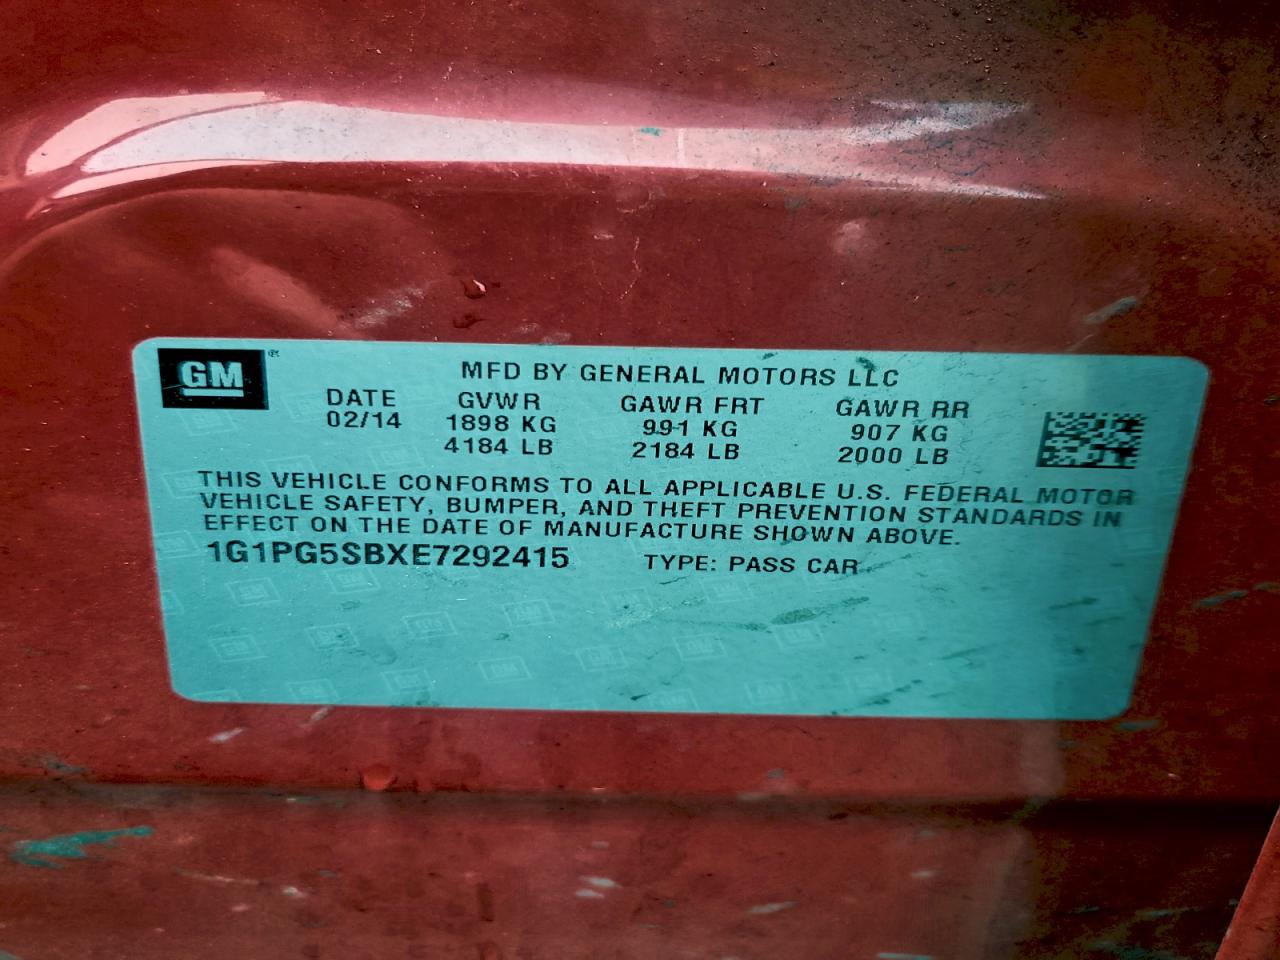 GM ®
MFD BY GENERAL MOTORS LLC
DATE GVWR GAWR FRT GAWR RR
02/14 1898 KG 991 KG 907 KG
4184 LB 2184 LB 2000 LB
THIS VEHICLE CONFORMS TO ALL APPLICABLE U.S. FEDERAL MOTOR
VEHICLE SAFETY, BUMPER, AND THEFT PREVENTION STANDARDS IN
EFFECT ON THE DATE OF MANUFACTURE SHOWN ABOVE.
1G1PG5SBXE7292415 TYPE: PASS CAR